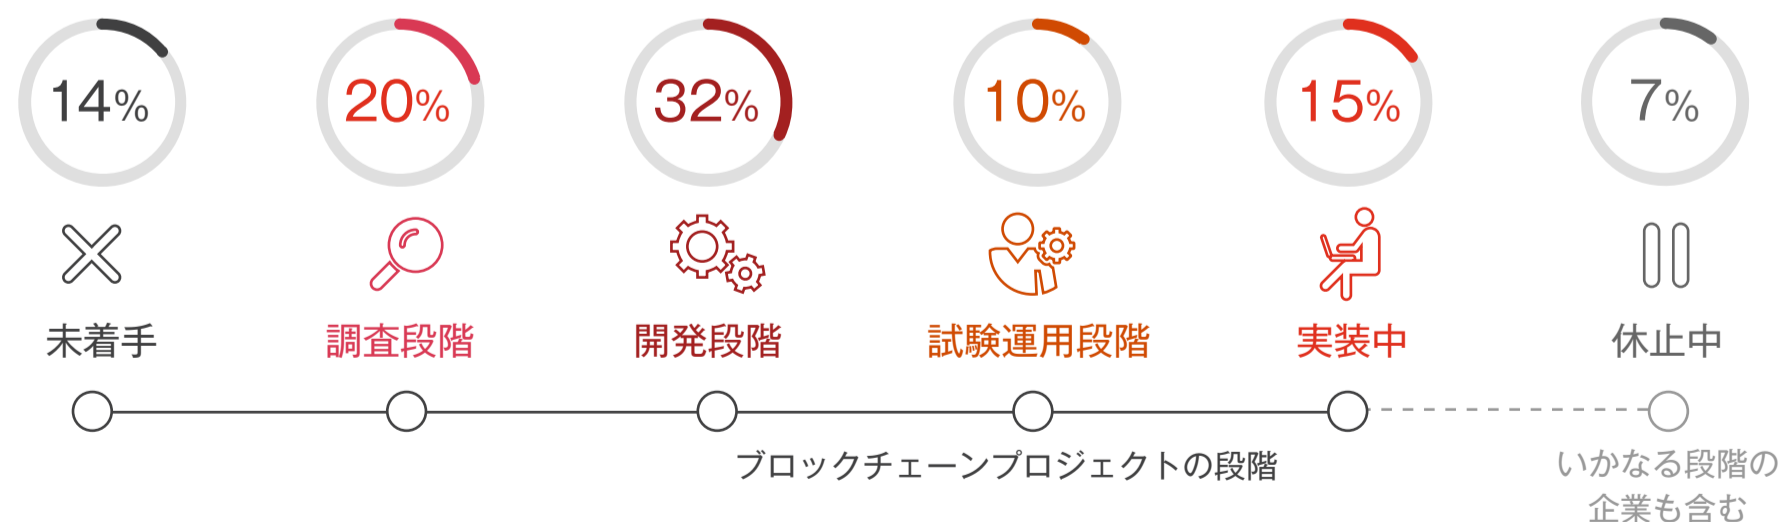 14%
20%
32%
10%
15%
7%
未着手
調査段階
開発段階
試験運用段階
実装中
休止中
ブロックチェーンプロジェクトの段階
いかなる段階の
企業も含む